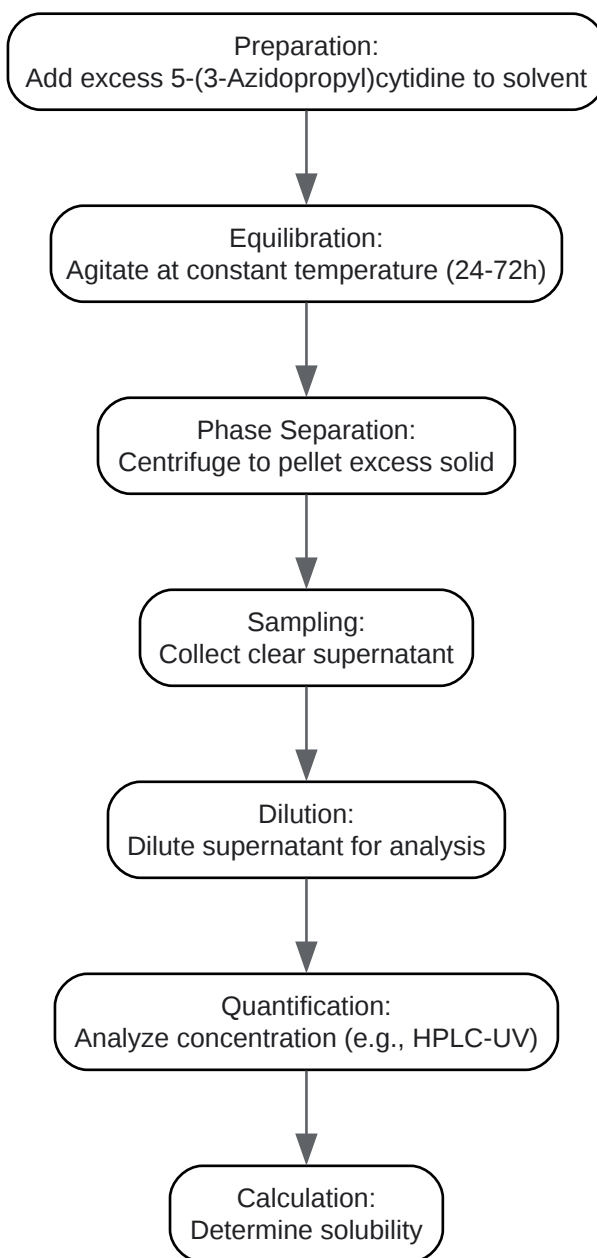 Preparation:
Add excess 5-(3-Azidopropyl)cytidine to solvent
Equilibration:
Agitate at constant temperature (24-72h)
Phase Separation:
Centrifuge to pellet excess solid
Sampling:
Collect clear supernatant
Dilution:
Dilute supernatant for analysis
Quantification:
Analyze concentration (e.g., HPLC-UV)
Calculation:
Determine solubility